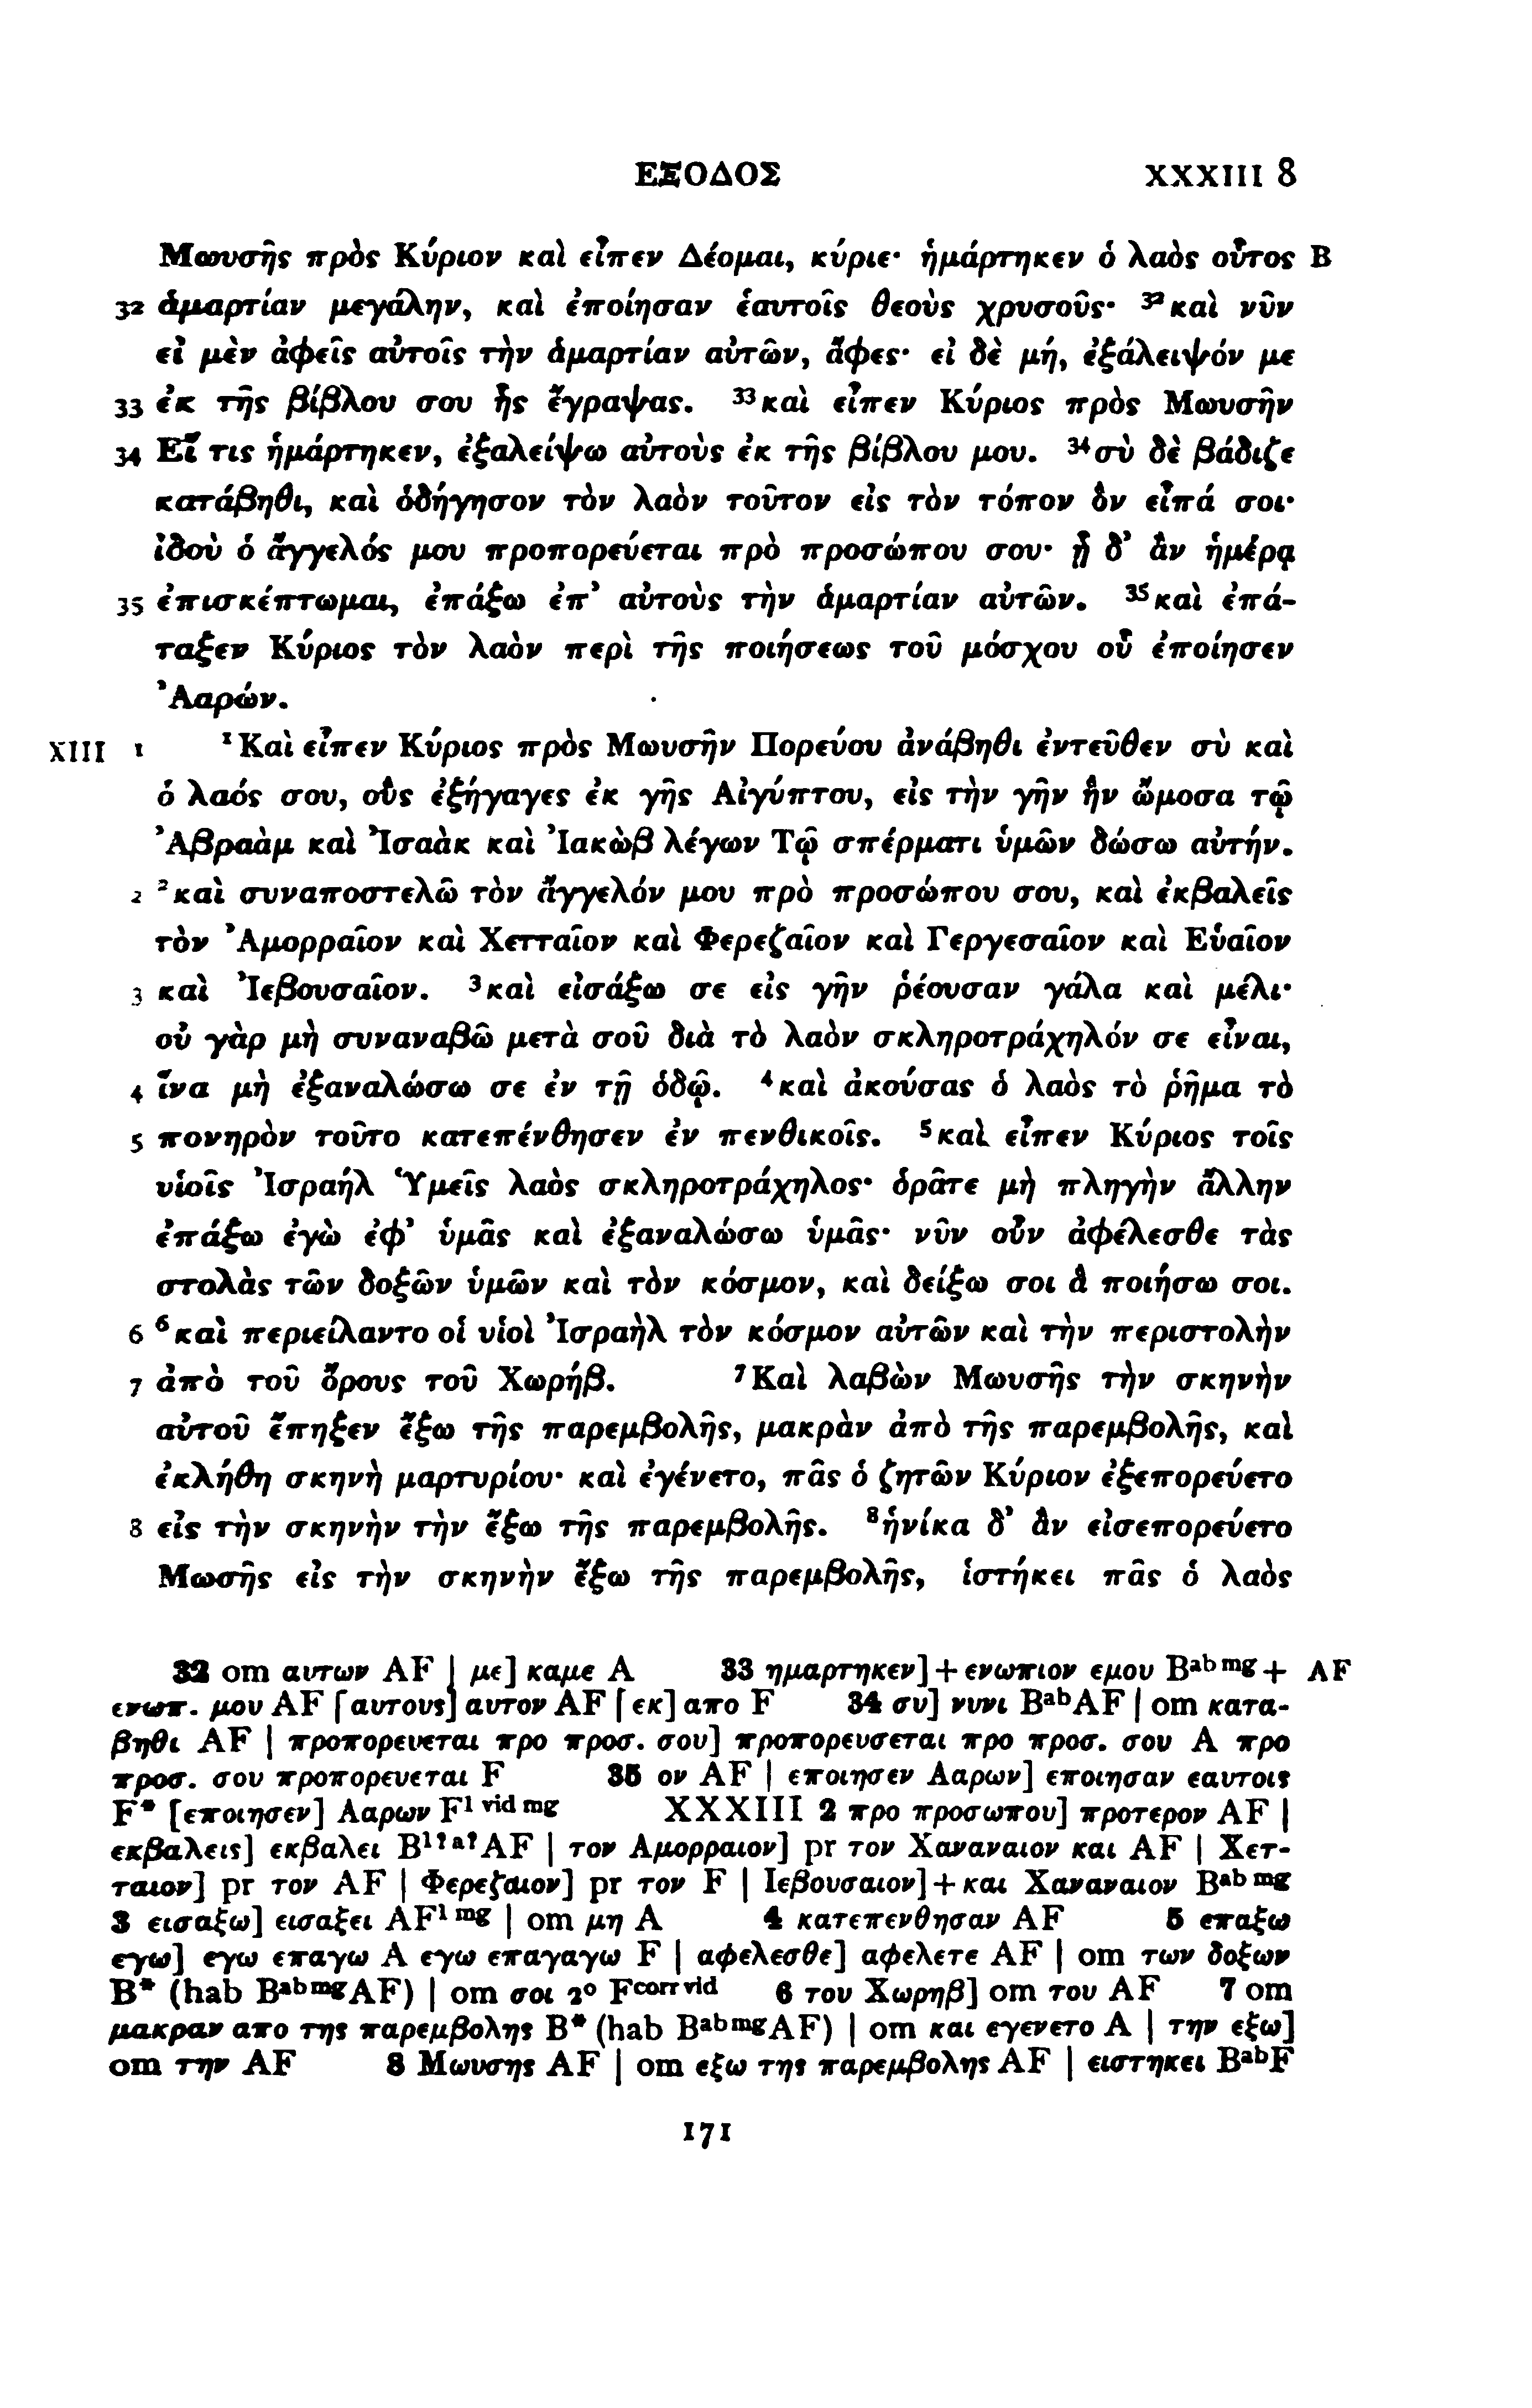 ΕΞΟΔΟΣ XXXIII 8
Μωυσῆς πρὸς Κύριον καὶ εἶπεν Δέομαι, κύριε· ἡμάρτηκεν ὁ λαὸς οὗτος B
32 ἁμαρτίαν μεγάλην, καὶ ἐποίησαν ἑαυτοῖς θεοὺς χρυσοῦς· ³²καὶ νῦν
εἰ μὲν ἀφεῖς αὐτοῖς τὴν ἁμαρτίαν αὐτῶν, ἄφες· εἰ δὲ μή, ἐξάλειψόν με
33 ἐκ τῆς βίβλου σου ἧς ἔγραψας. ³³καὶ εἶπεν Κύριος πρὸς Μωυσῆν
34 Εἴ τις ἡμάρτηκεν, ἐξαλείψω αὐτοὺς ἐκ τῆς βίβλου μου. ³⁴σὺ δὲ βάδιζε
κατάβηθι, καὶ ὁδήγησον τὸν λαὸν τοῦτον εἰς τὸν τόπον ὃν εἶπά σοι·
ἰδοὺ ὁ ἄγγελός μου προπορεύεται πρὸ προσώπου σου· ᾗ δ’ ἂν ἡμέρᾳ
35 ἐπισκέπτωμαι, ἐπάξω ἐπ’ αὐτοὺς τὴν ἁμαρτίαν αὐτῶν. ³⁵καὶ ἐπά-
ταξεν Κύριος τὸν λαὸν περὶ τῆς ποιήσεως τοῦ μόσχου οὗ ἐποίησεν
Ἀαρών.
XIII 1 ¹Καὶ εἶπεν Κύριος πρὸς Μωυσῆν Πορεύου ἀνάβηθι ἐντεῦθεν σὺ καὶ
ὁ λαός σου, οὓς ἐξήγαγες ἐκ γῆς Αἰγύπτου, εἰς τὴν γῆν ἣν ὤμοσα τῷ
Ἀβραὰμ καὶ Ἰσαὰκ καὶ Ἰακὼβ λέγων Τῷ σπέρματι ὑμῶν δώσω αὐτήν.
2 ²καὶ συναποστελῶ τὸν ἄγγελόν μου πρὸ προσώπου σου, καὶ ἐκβαλεῖς
τὸν Ἀμορραῖον καὶ Χετταῖον καὶ Φερεζαῖον καὶ Γεργεσαῖον καὶ Εὑαῖον
3 καὶ Ἰεβουσαῖον. ³καὶ εἰσάξω σε εἰς γῆν ῥέουσαν γάλα καὶ μέλι·
οὐ γὰρ μὴ συναναβῶ μετὰ σοῦ διὰ τὸ λαὸν σκληροτράχηλόν σε εἶναι,
4 ἵνα μὴ ἐξαναλώσω σε ἐν τῇ ὁδῷ. ⁴καὶ ἀκούσας ὁ λαὸς τὸ ῥῆμα τὸ
5 πονηρὸν τοῦτο κατεπένθησεν ἐν πενθικοῖς. ⁵καὶ εἶπεν Κύριος τοῖς
υἱοῖς Ἰσραήλ Ὑμεῖς λαὸς σκληροτράχηλος· ὁρᾶτε μὴ πληγὴν ἄλλην
ἐπάξω ἐγὼ ἐφ’ ὑμᾶς καὶ ἐξαναλώσω ὑμᾶς· νῦν οὖν ἀφέλεσθε τὰς
στολὰς τῶν δοξῶν ὑμῶν καὶ τὸν κόσμον, καὶ δείξω σοι ἃ ποιήσω σοι.
6 ⁶καὶ περιείλαντο οἱ υἱοὶ Ἰσραὴλ τὸν κόσμον αὐτῶν καὶ τὴν περιστολὴν
7 ἀπὸ τοῦ ὄρους τοῦ Χωρήβ. ⁷Καὶ λαβὼν Μωυσῆς τὴν σκηνὴν
αὐτοῦ ἔπηξεν ἔξω τῆς παρεμβολῆς, μακρὰν ἀπὸ τῆς παρεμβολῆς, καὶ
ἐκλήθη σκηνὴ μαρτυρίου· καὶ ἐγένετο, πᾶς ὁ ζητῶν Κύριον ἐξεπορεύετο
8 εἰς τὴν σκηνὴν τὴν ἔξω τῆς παρεμβολῆς. ⁸ἡνίκα δ’ ἂν εἰσεπορεύετο
Μωσῆς εἰς τὴν σκηνὴν ἔξω τῆς παρεμβολῆς, ἱστήκει πᾶς ὁ λαὸς
32 om αυτων AF | με] καμε A 33 ημαρτηκεν] + ενωπιον εμου Bᵃᵇ ᵐᵍ + AF
ενωπ. μου AF | αυτους] αυτον AF | εκ] απο F 34 συ] νυνι BᵃᵇAF | om κατα-
βηθι AF | προπορευεται προ προσ. σου] προπορευσεται προ προσ. σου A προ
προσ. σου προπορευεται F 35 ον AF | εποιησεν Ααρων] εποιησαν εαυτοις
F* [εποιησεν] Ααρων F¹ ᵛⁱᵈ ᵐᵍ XXXIII 2 προ προσωπου] προτερον AF |
εκβαλεις] εκβαλει B¹ˀᵃˀAF | τον Αμορραιον] pr τον Χαναναιον και AF | Χετ-
ταιον] pr τον AF | Φερεζαιον] pr τον F | Ιεβουσαιον] + και Χαναναιον Bᵃᵇ ᵐᵍ
3 εισαξω] εισαξει AF¹ ᵐᵍ | om μη A 4 κατεπενθησαν AF 5 επαξω
εγω] εγω επαγω A εγω επαγαγω F | αφελεσθε] αφελετε AF | om των δοξων
B* (hab BᵃᵇᵐᵍAF) | om σοι 2° Fᶜᵒʳʳ ᵛⁱᵈ 6 του Χωρηβ] om του AF 7 om
μακραν απο της παρεμβολης B* (hab BᵃᵇᵐᵍAF) | om και εγενετο A | την εξω]
om την AF 8 Μωυσης AF | om εξω της παρεμβολης AF | ειστηκει BᵃᵇF
171